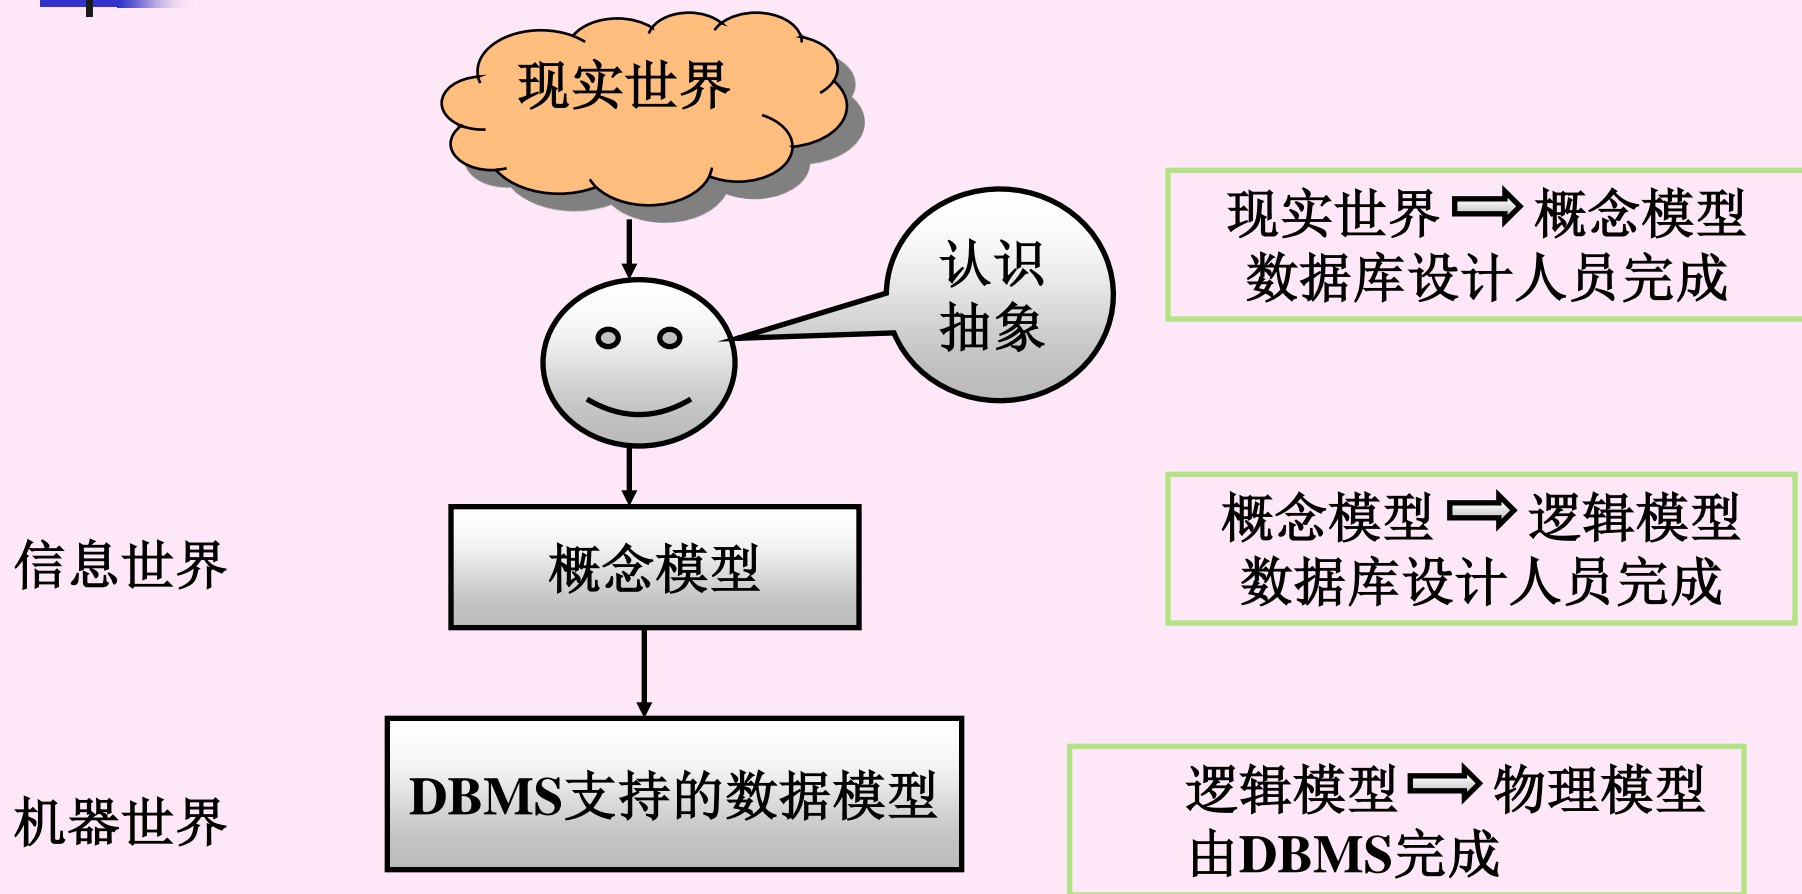 现实世界
认识
抽象
现实世界 概念模型
数据库设计人员完成
概念模型 逻辑模型
数据库设计人员完成
信息世界
概念模型
机器世界
DBMS支持的数据模型
逻辑模型 物理模型
由DBMS完成